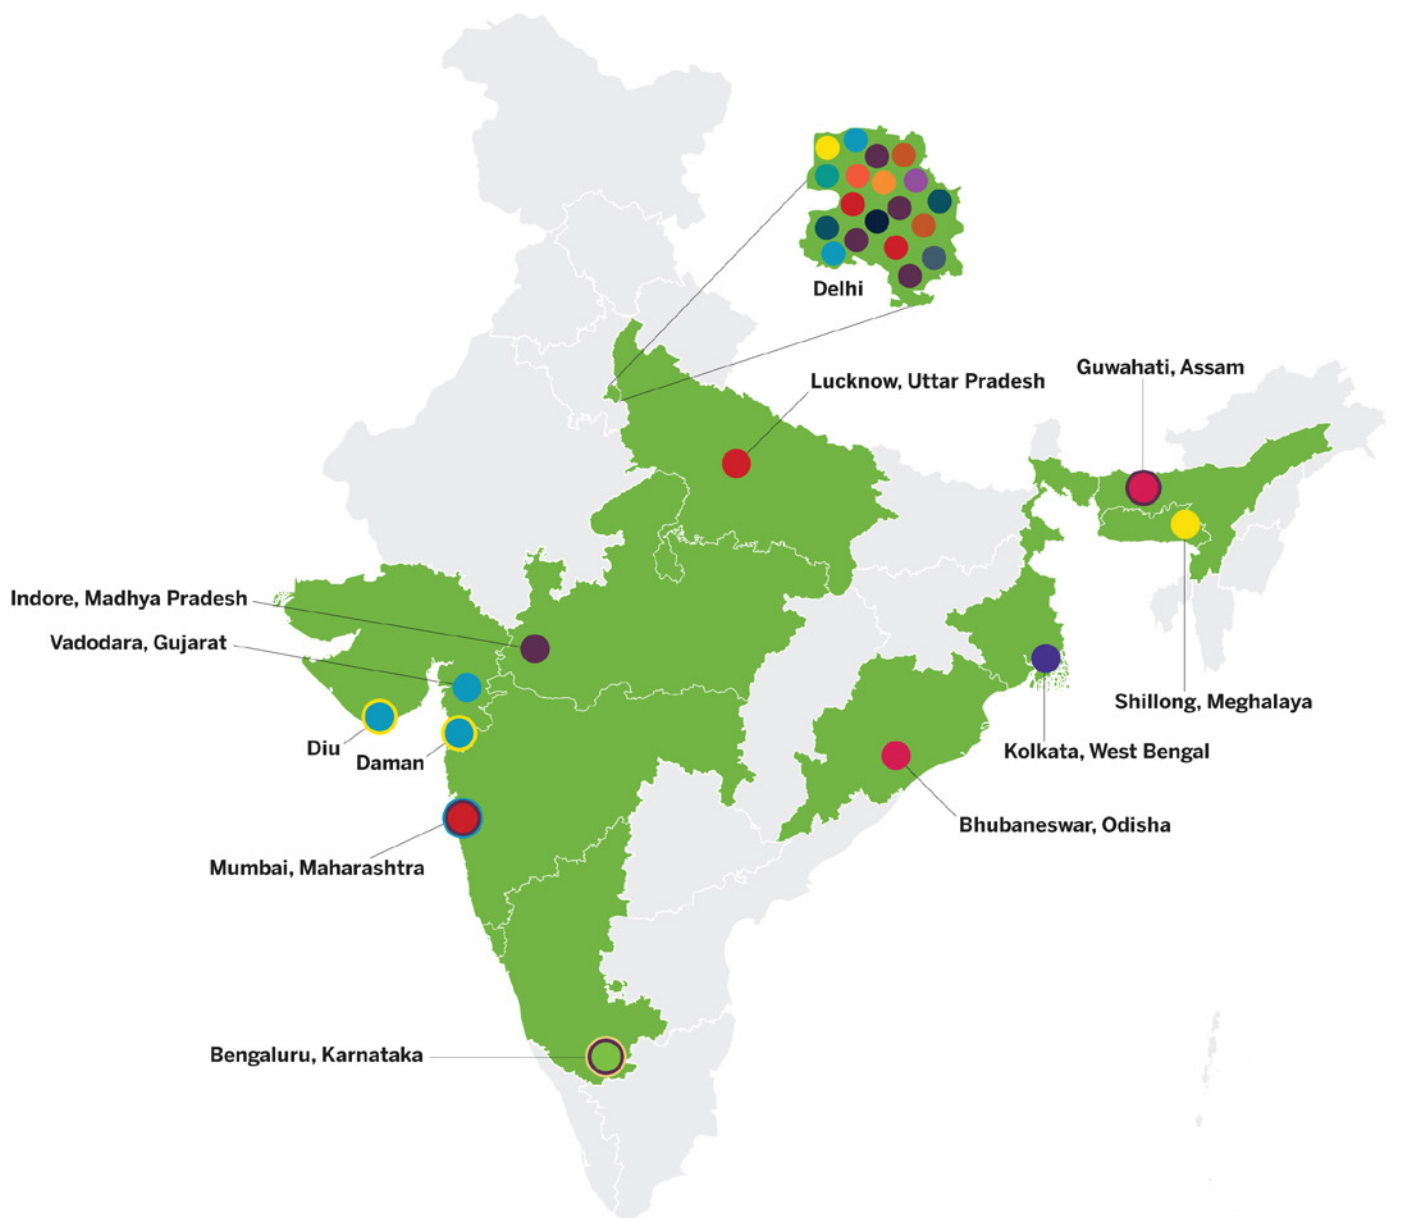 Delhi
Guwahati, Assam
Lucknow, Uttar Pradesh
Indore, Madhya Pradesh
Vadodara, Gujarat
Shillong, Meghalaya
Diu
Kolkata, West Bengal
Daman
Bhubaneswar, Odisha
Mumbai, Maharashtra
Bengaluru, Karnataka